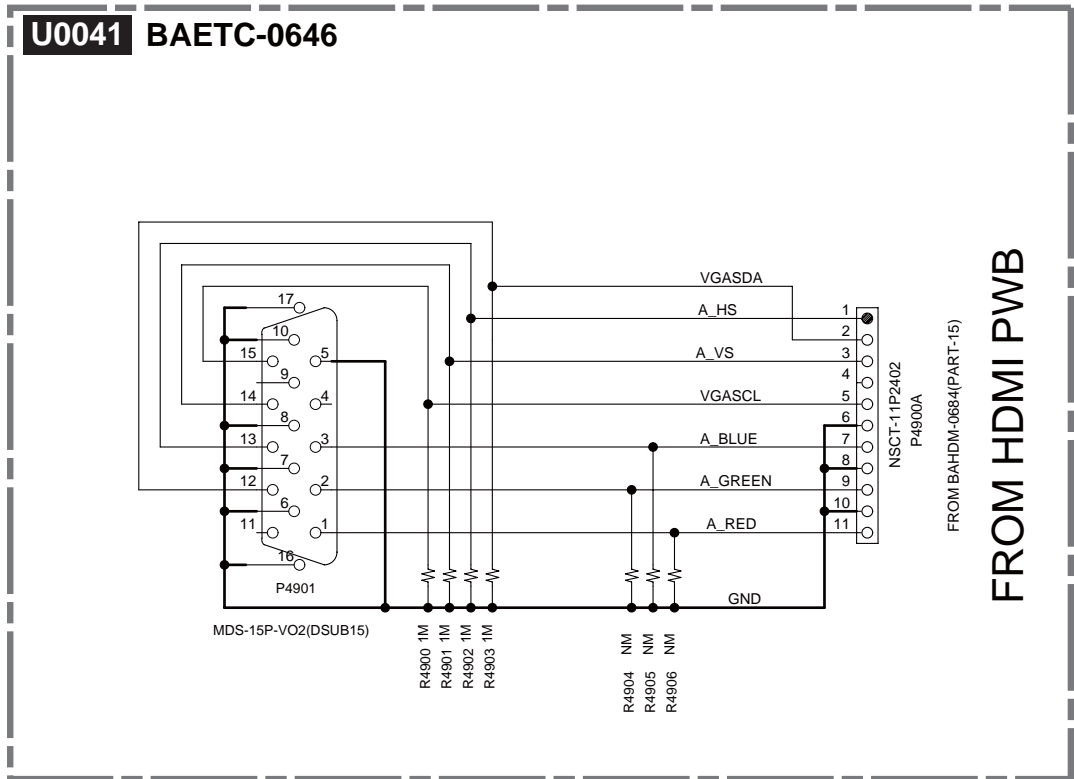 U0041 BAETC-0646
VGASDA
A_HS
A_VS
VGASCL
A_BLUE
A_GREEN
A_RED
GND
17
10
15
5
9
14
4
8
13
3
7
12
2
6
11
1
16
P4901
MDS-15P-VO2(DSUB15)
R4900 1M
R4901 1M
R4902 1M
R4903 1M
R4904 NM
R4905 NM
R4906 NM
1
2
3
4
5
6
7
8
9
10
11
NSCT-11P2402
P4900A
FROM BAHDM-0684(PART-15)
FROM HDMI PWB